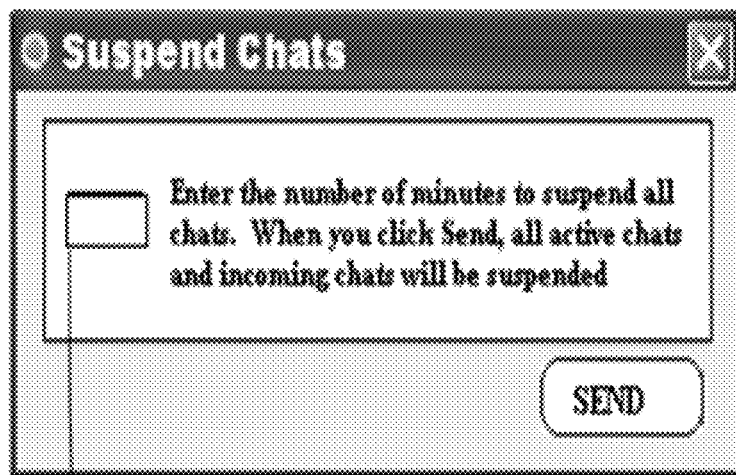 Suspend Chats
X
Enter the number of minutes to suspend all
chats. When you click Send, all active chats
and incoming chats will be suspended
SEND